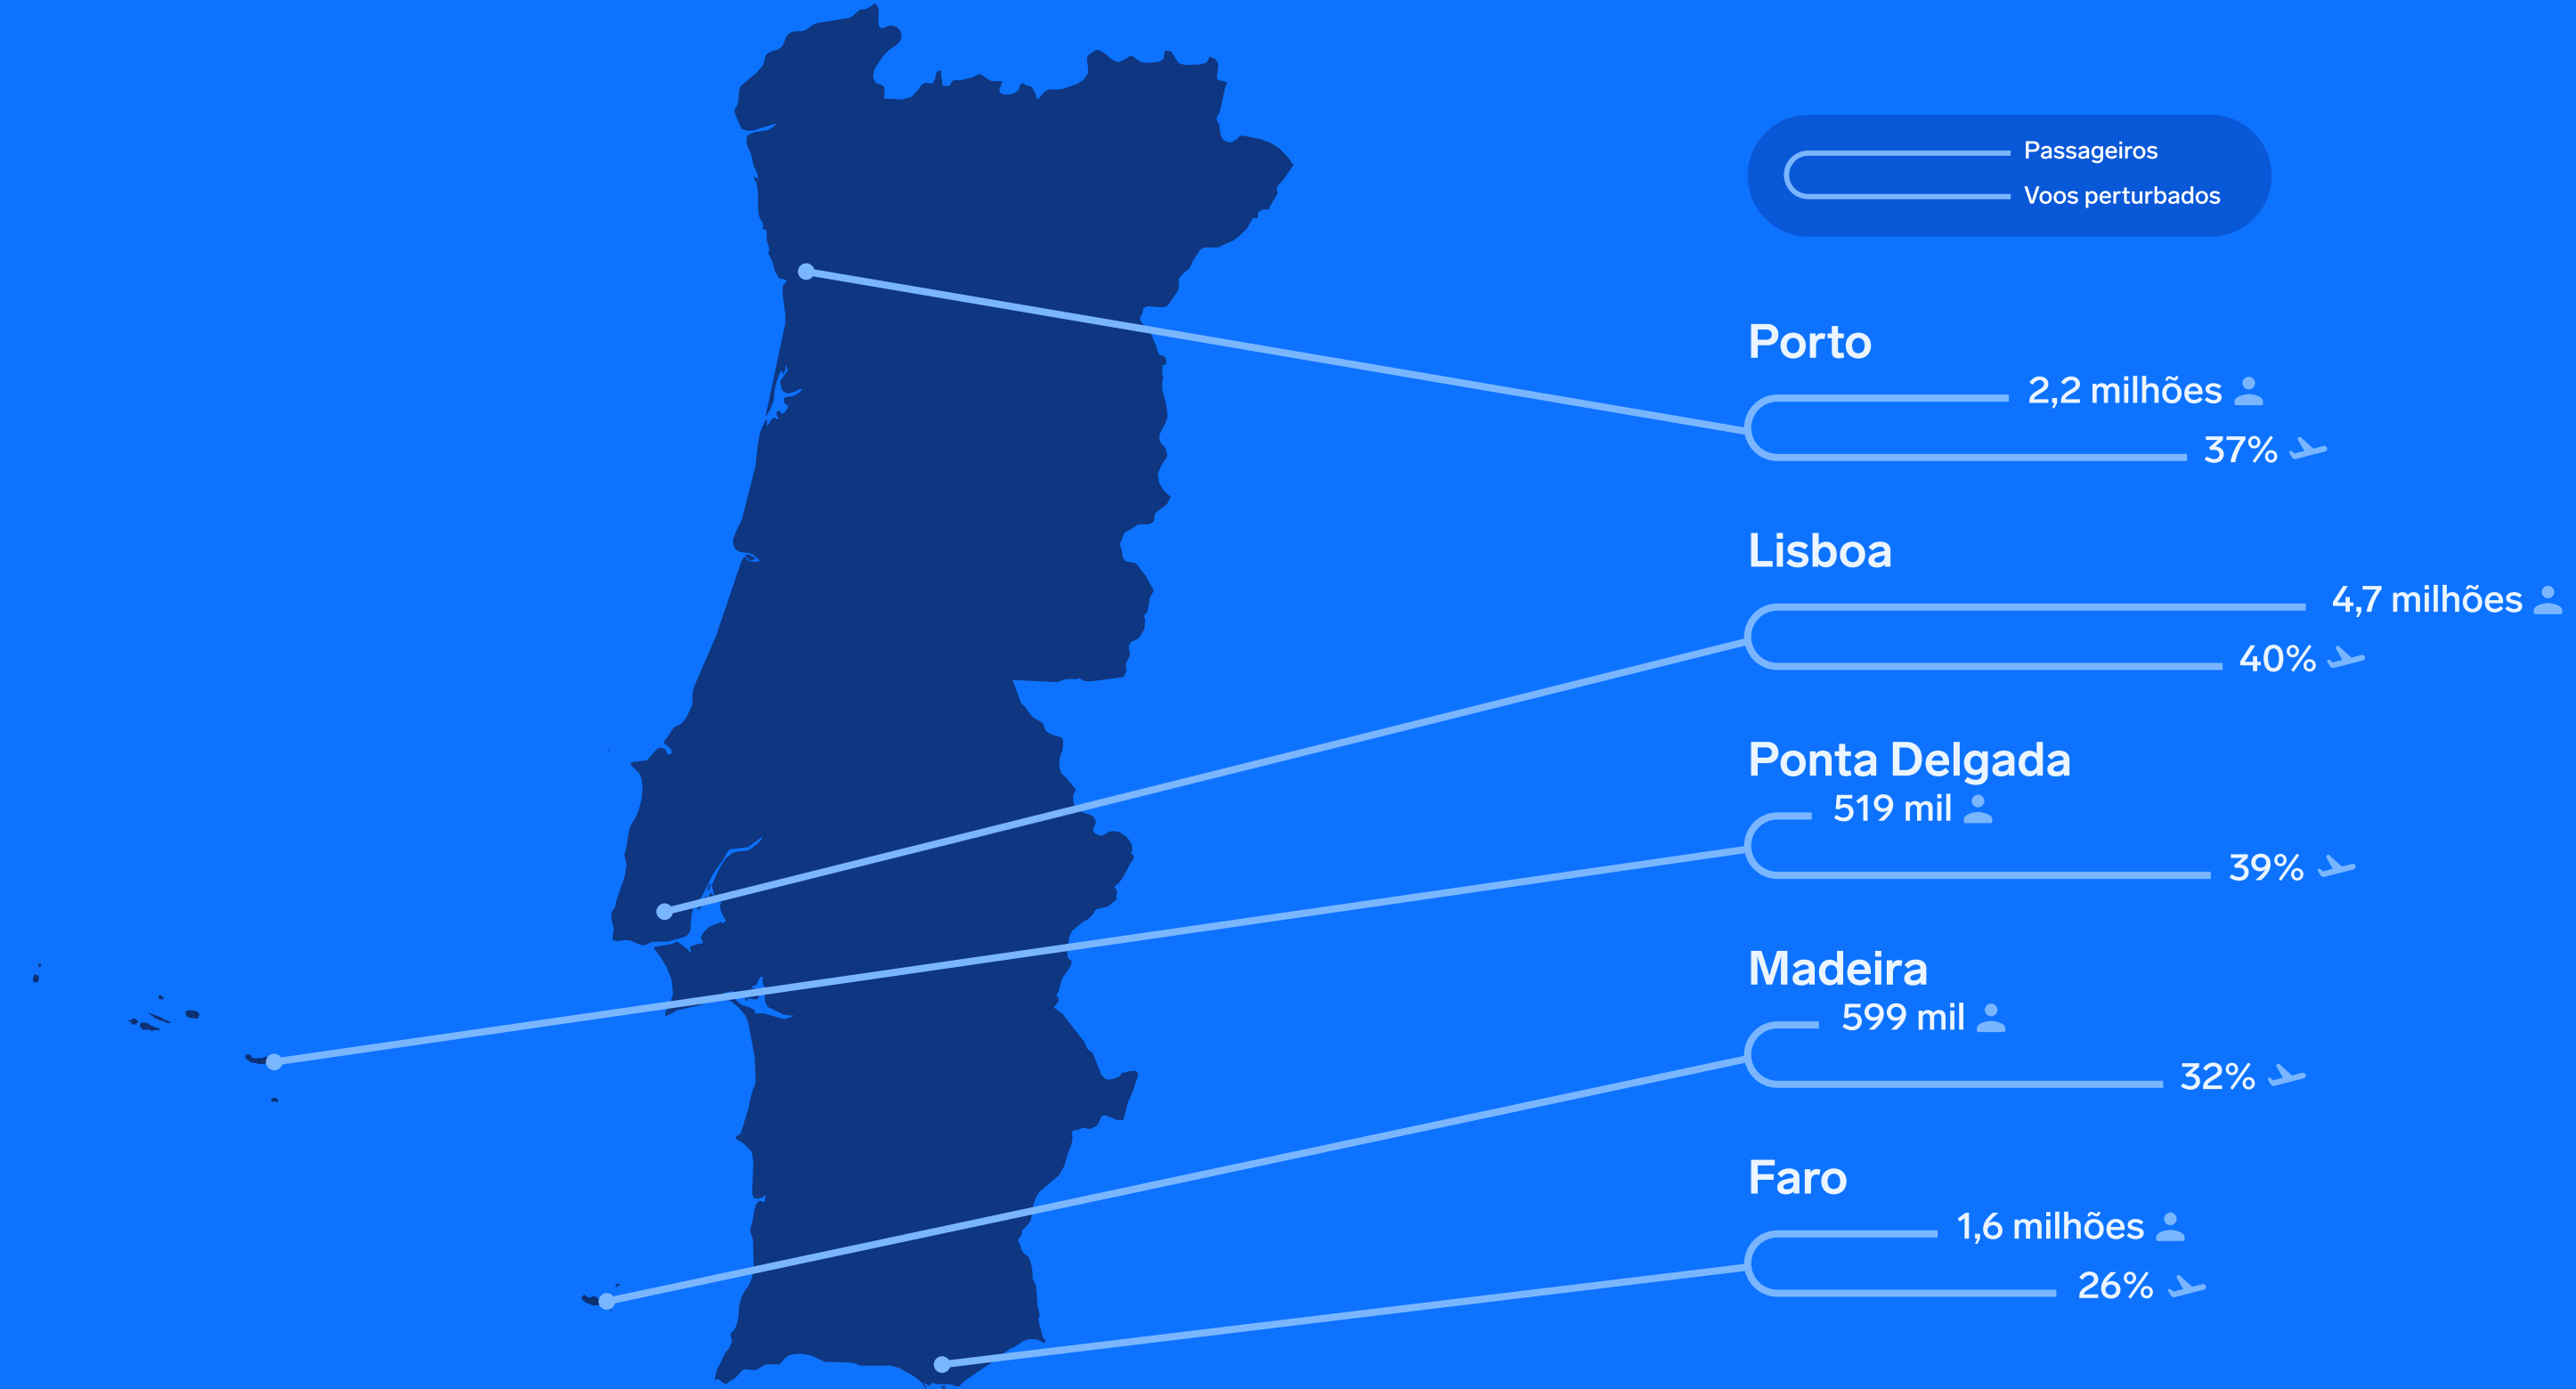 Passageiros
Voos perturbados
Porto
2,2 milhões
37%
Lisboa
4,7 milhões
40%
Ponta Delgada
519 mil
39%
Madeira
599 mil
32%
Faro
1,6 milhões
26%